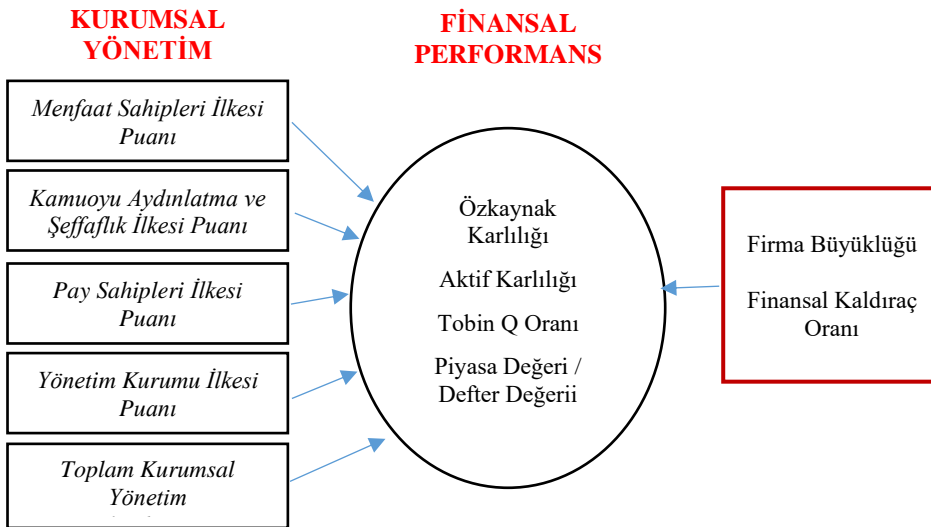 KURUMSAL
YÖNETİM
FİNANSAL
PERFORMANS
Menfaat Sahipleri İlkesi
Puanı
Kamuoyu Aydınlatma ve
Şeffaflık İlkesi Puanı
Pay Sahipleri İlkesi
Puanı
Yönetim Kurumu İlkesi
Puanı
Toplam Kurumsal
Yönetim
Özkaynak
Karlılığı
Aktif Karlılığı
Tobin Q Oranı
Piyasa Değeri /
Defter Değerii
Firma Büyüklüğü
Finansal Kaldıraç
Oranı